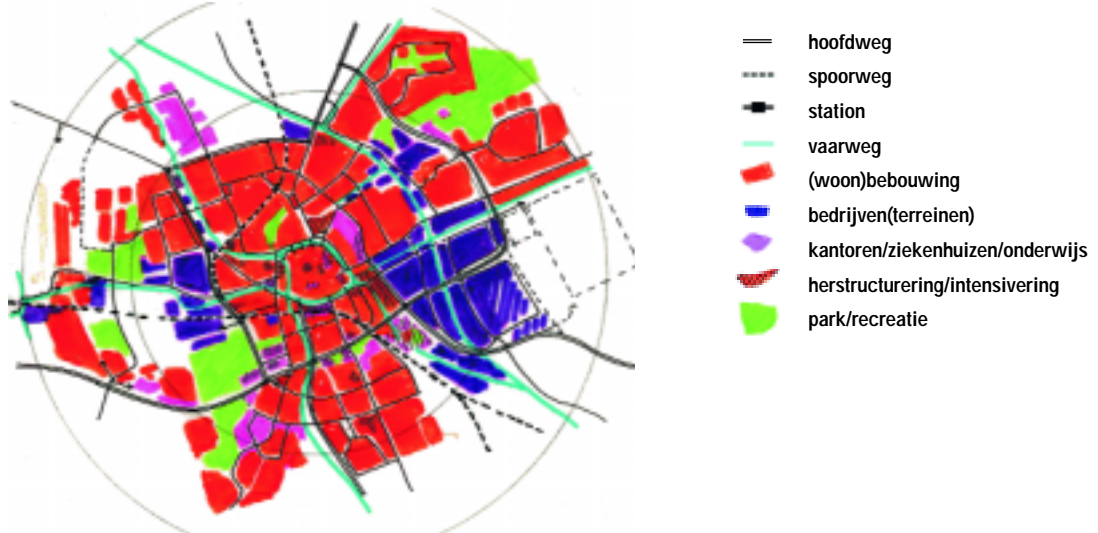 hoofdweg
spoorweg
station
vaarweg
(woon)bebouwing
bedrijven(terreinen)
kantoren/ziekenhuizen/onderwijs
herstructurering/intensivering
park/recreatie